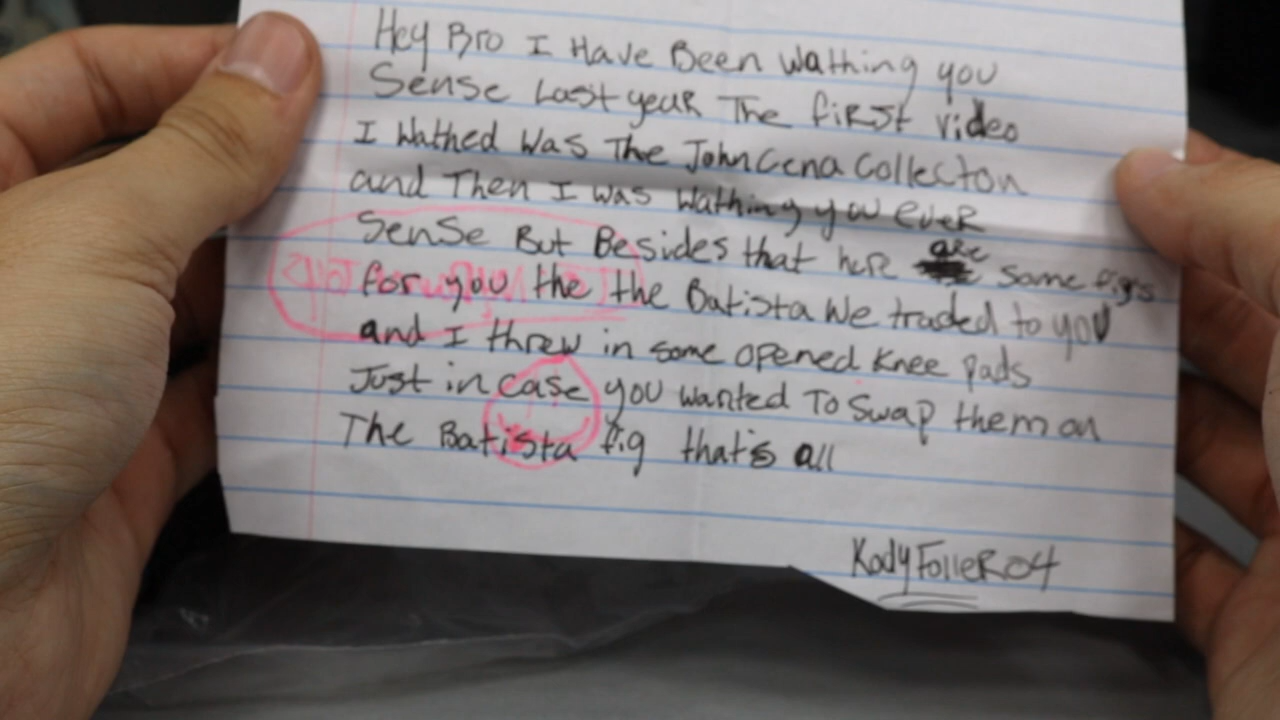 Hey Bro I Have Been Wathing you
Sense Last year The first video
I Wathed Was The John Cena Collecton
and Then I was Wathing you ever
Sense But Besides that here are some figs
for you the the Batista We traded to you
and I threw in some opened Knee pads
Just in case you wanted To Swap them on
The Batista fig that's all
KodyFoller04